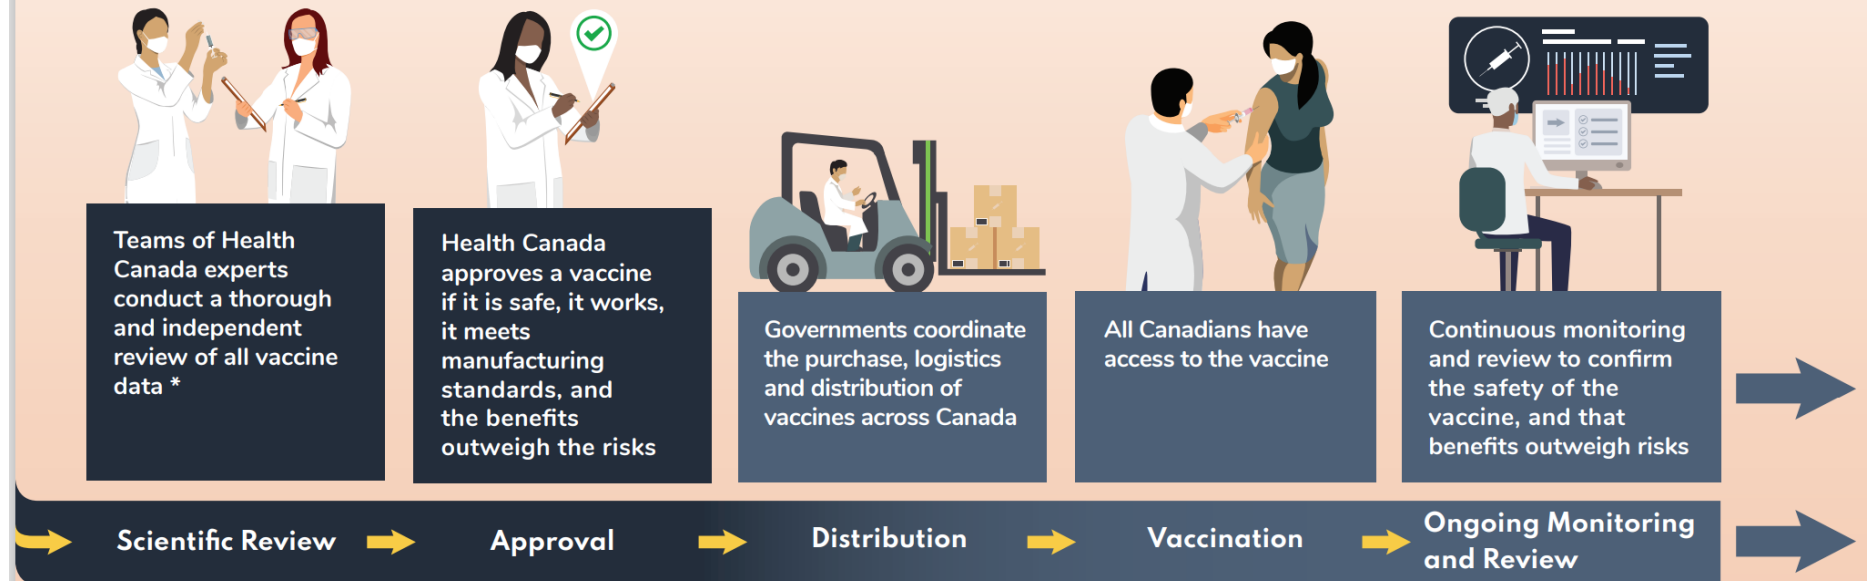 Teams of Health
Canada experts
conduct a thorough
and independent
review of all vaccine
data *
Health Canada
approves a vaccine
if it is safe, it works,
it meets
manufacturing
standards, and
the benefits
outweigh the risks
Governments coordinate
the purchase, logistics
and distribution of
vaccines across Canada
All Canadians have
access to the vaccine
Continuous monitoring
and review to confirm
the safety of the
vaccine, and that
benefits outweigh risks
Scientific Review
Approval
Distribution
Vaccination
Ongoing Monitoring
and Review